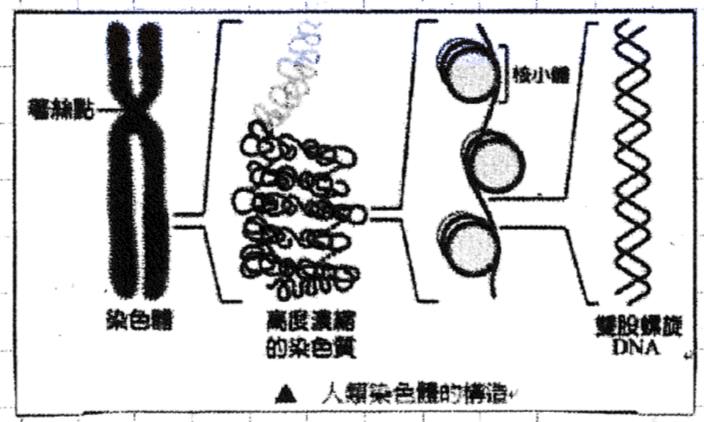 著絲點
核小體
染色體
高度濃縮
的染色質
雙股螺旋
DNA
▲ 人類染色體的構造